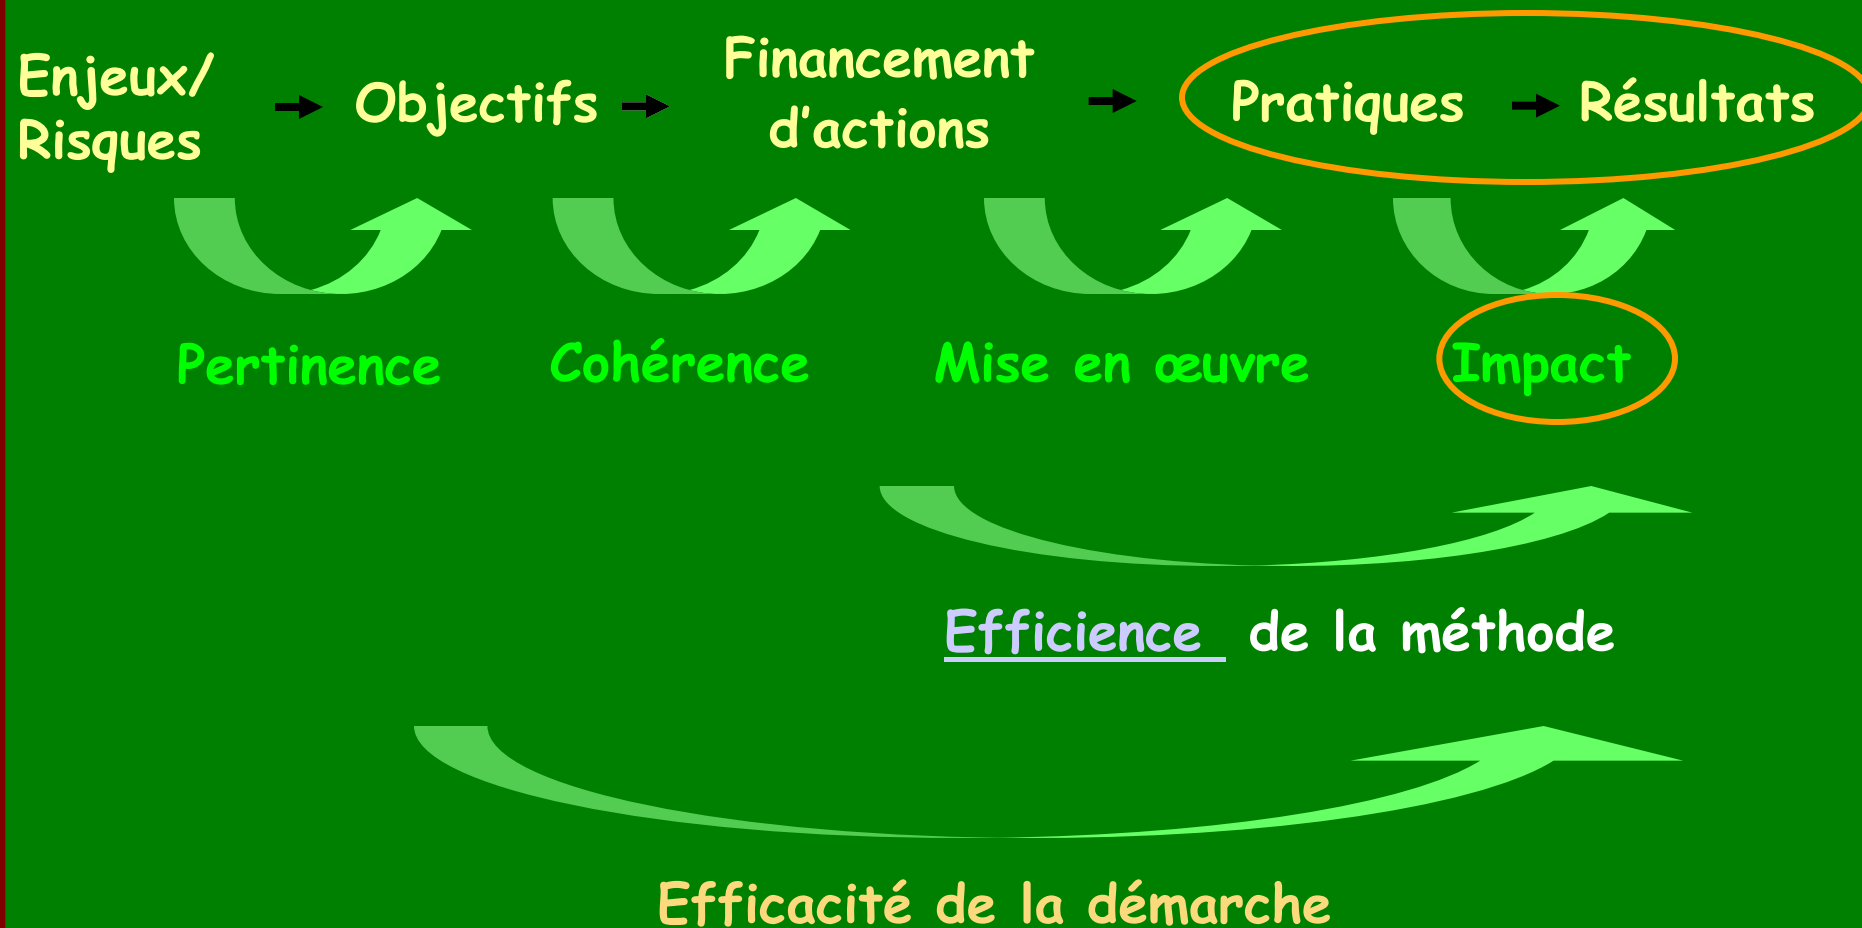 Enjeux/
Risques
Objectifs
Financement
d'actions
Pratiques
Résultats
Pertinence
Cohérence
Mise en œuvre
Impact
Efficience de la méthode
Efficacité de la démarche